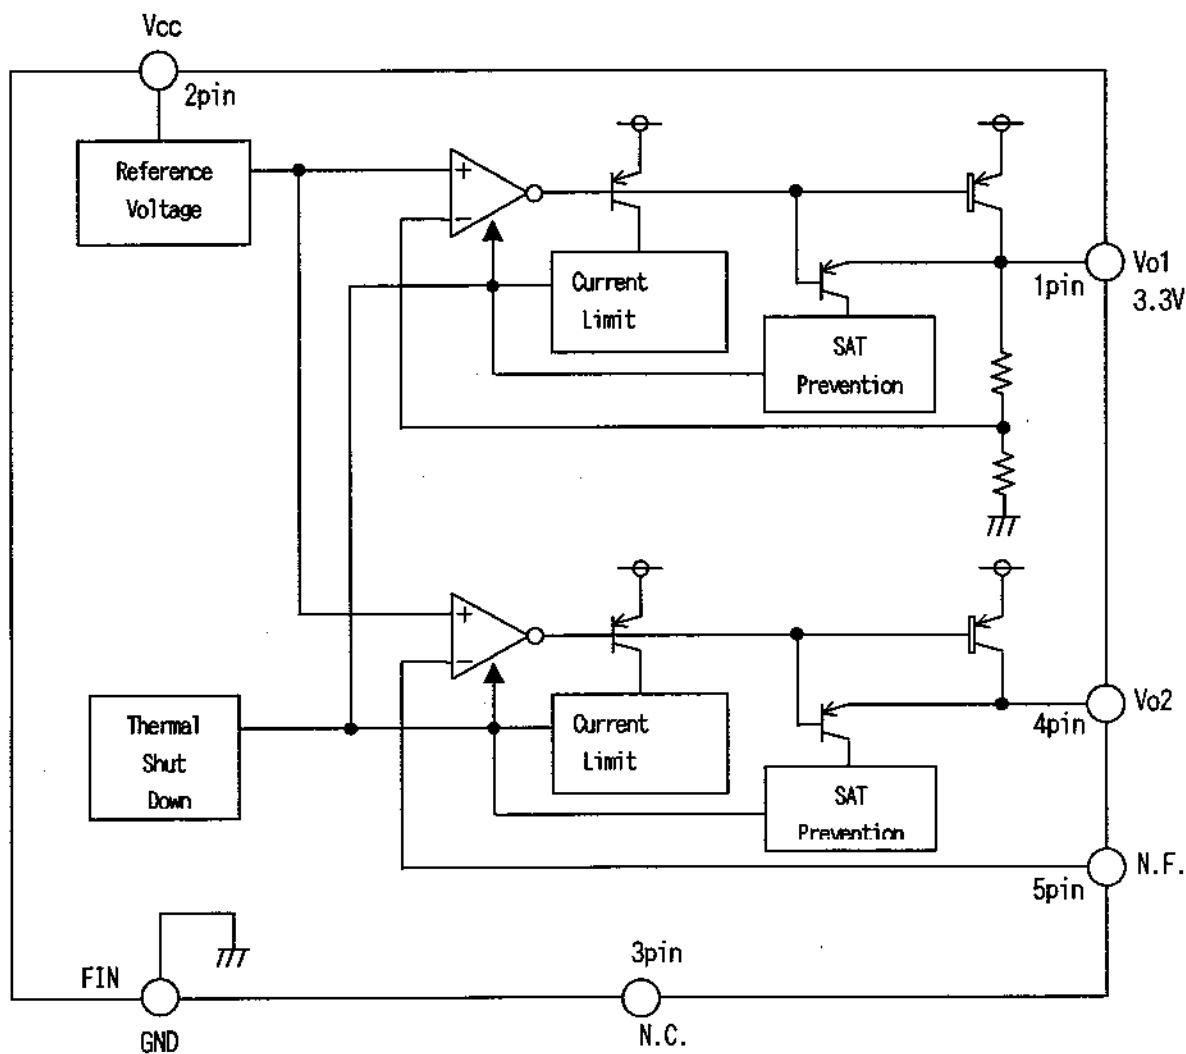 Vcc
2pin
Reference
Voltage
+
−
Current
Limit
SAT
Prevention
1pin
Vo1
3.3V
+
−
Thermal
Shut
Down
Current
Limit
SAT
Prevention
4pin
Vo2
5pin
N.F.
FIN
GND
3pin
N.C.